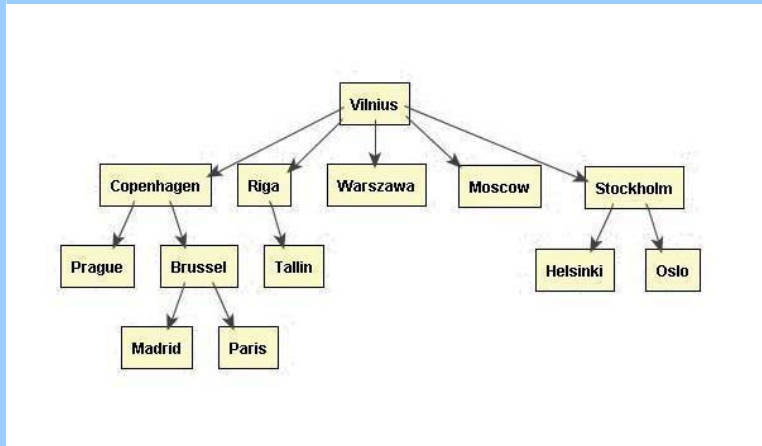 Vilnius
Copenhagen
Riga
Warszawa
Moscow
Stockholm
Prague
Brussel
Tallin
Helsinki
Oslo
Madrid
Paris